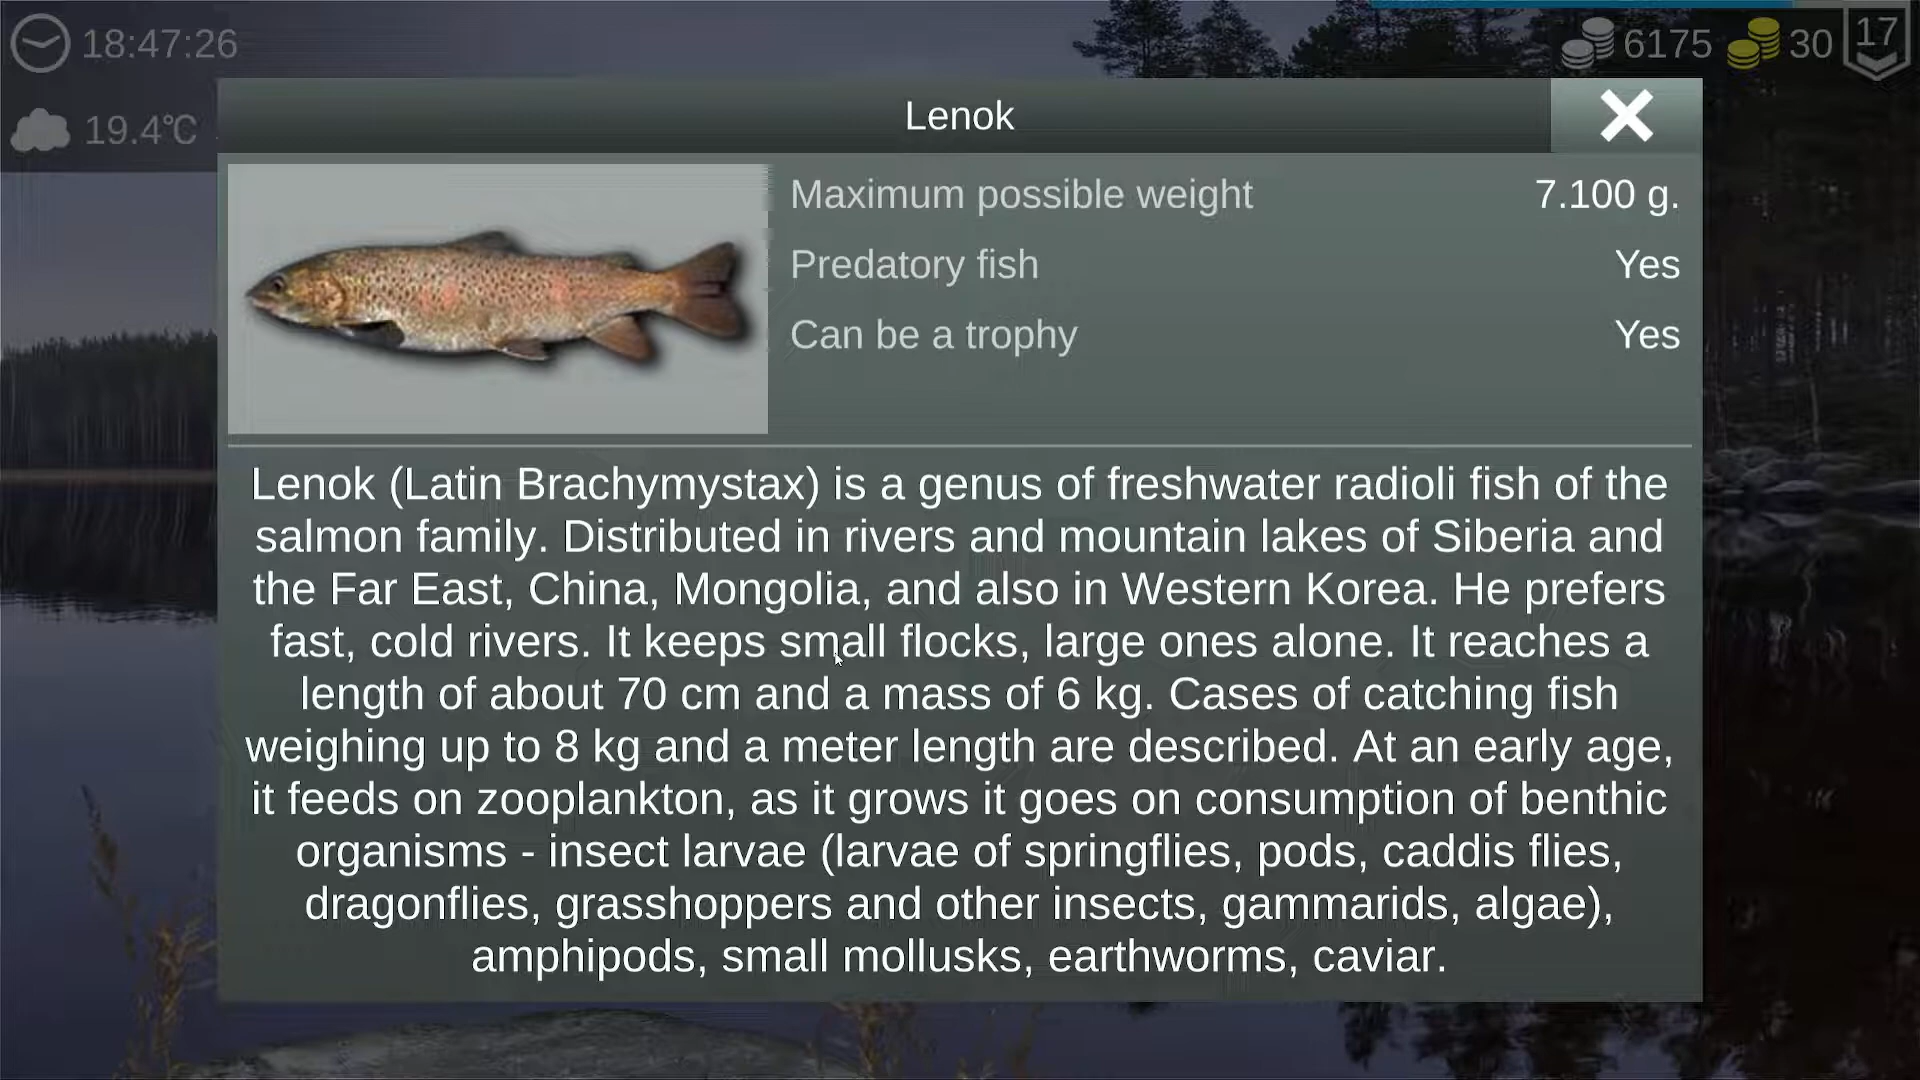 18:47:26
6175
30
17
19.4℃
Lenok
Maximum possible weight 7.100 g.
Predatory fish Yes
Can be a trophy Yes
Lenok (Latin Brachymystax) is a genus of freshwater radioli fish of the
salmon family. Distributed in rivers and mountain lakes of Siberia and
the Far East, China, Mongolia, and also in Western Korea. He prefers
fast, cold rivers. It keeps small flocks, large ones alone. It reaches a
length of about 70 cm and a mass of 6 kg. Cases of catching fish
weighing up to 8 kg and a meter length are described. At an early age,
it feeds on zooplankton, as it grows it goes on consumption of benthic
organisms - insect larvae (larvae of springflies, pods, caddis flies,
dragonflies, grasshoppers and other insects, gammarids, algae),
amphipods, small mollusks, earthworms, caviar.